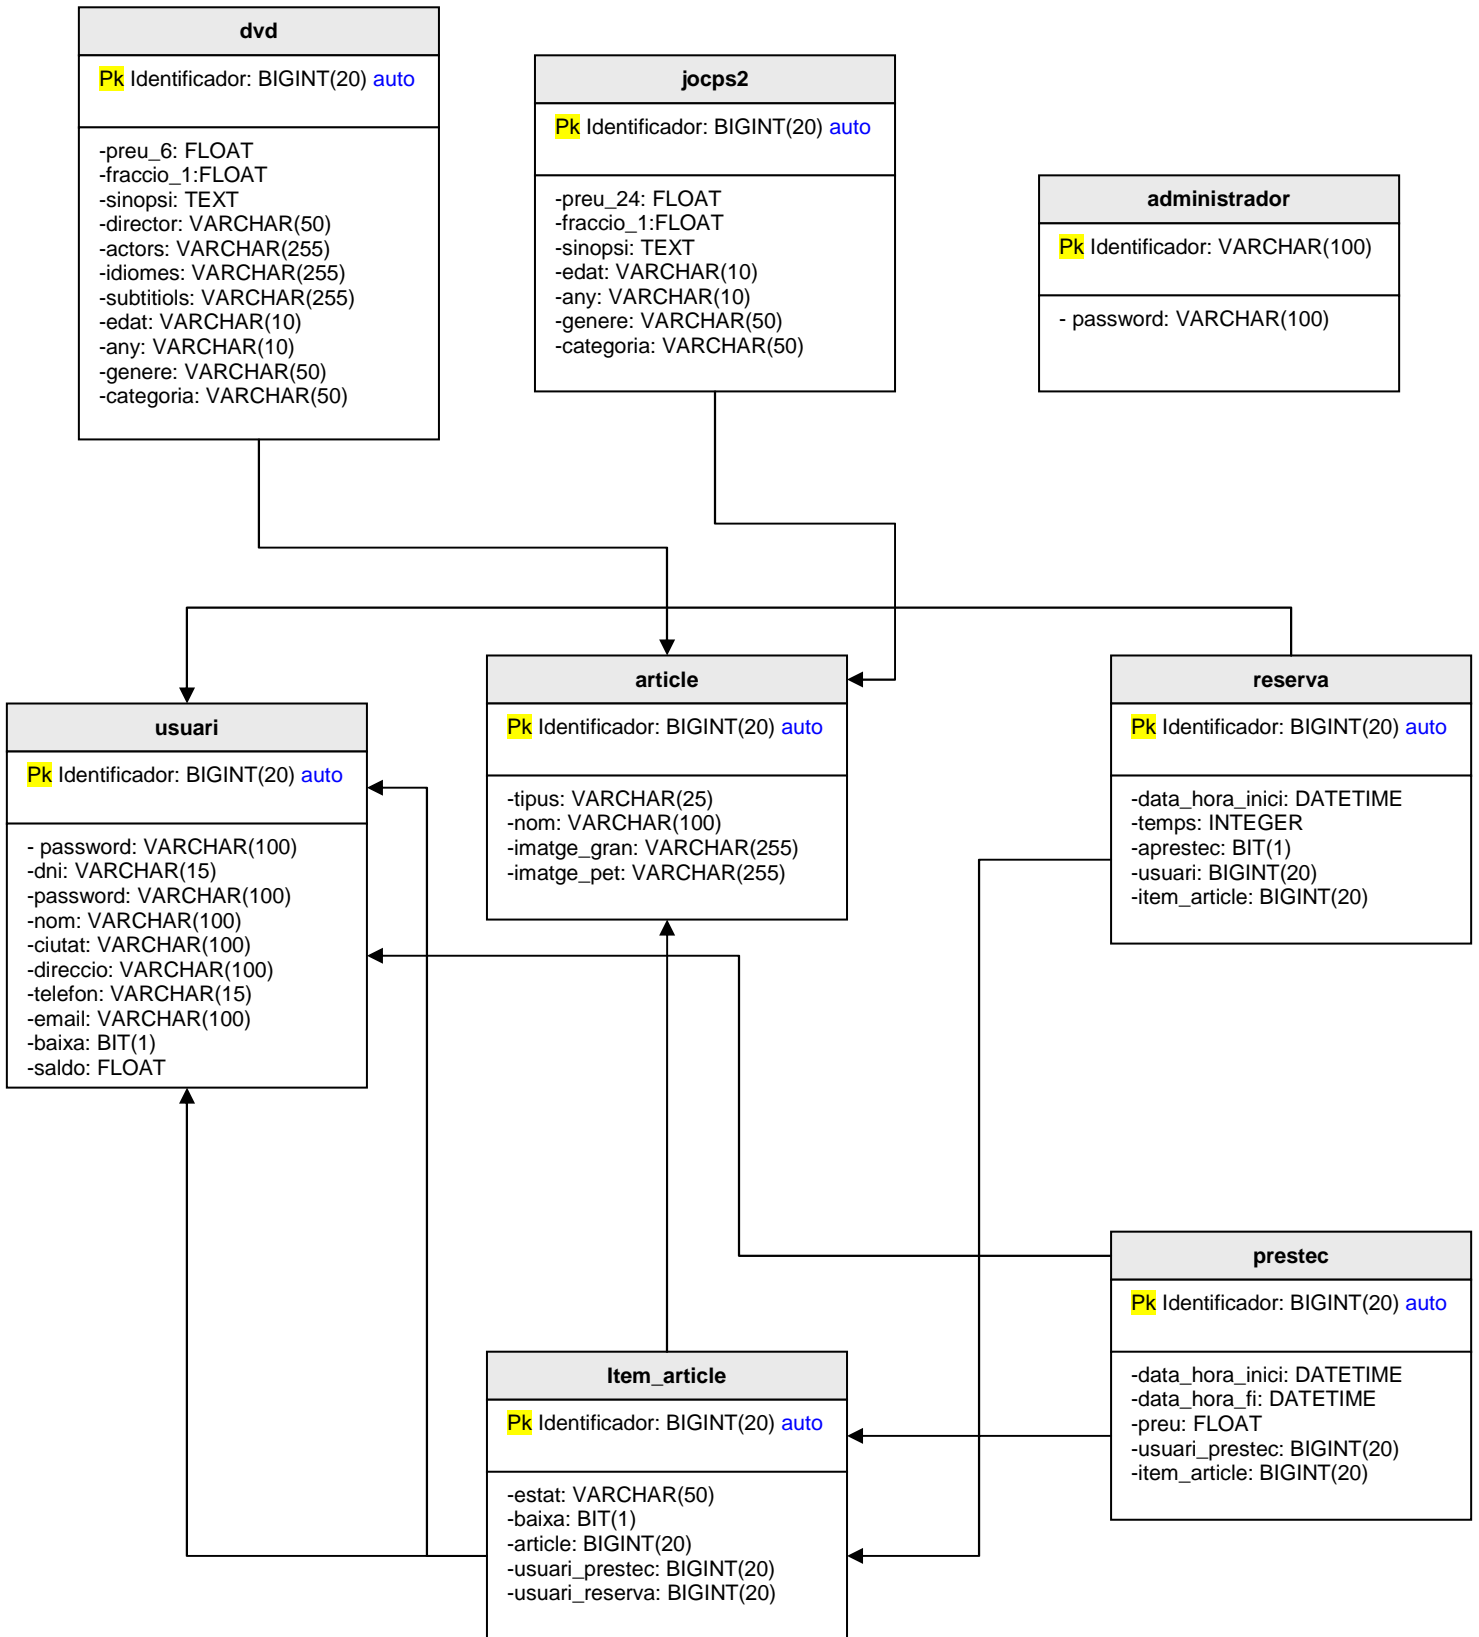 dvd
Pk Identificador: BIGINT(20) auto
-preu_6: FLOAT
-fraccio_1:FLOAT
-sinopsi: TEXT
-director: VARCHAR(50)
-actors: VARCHAR(255)
-idiomes: VARCHAR(255)
-subtitiols: VARCHAR(255)
-edat: VARCHAR(10)
-any: VARCHAR(10)
-genere: VARCHAR(50)
-categoria: VARCHAR(50)
jocps2
Pk Identificador: BIGINT(20) auto
-preu_24: FLOAT
-fraccio_1:FLOAT
-sinopsi: TEXT
-edat: VARCHAR(10)
-any: VARCHAR(10)
-genere: VARCHAR(50)
-categoria: VARCHAR(50)
administrador
Pk Identificador: VARCHAR(100)
- password: VARCHAR(100)
usuari
Pk Identificador: BIGINT(20) auto
- password: VARCHAR(100)
-dni: VARCHAR(15)
-password: VARCHAR(100)
-nom: VARCHAR(100)
-ciutat: VARCHAR(100)
-direccio: VARCHAR(100)
-telefon: VARCHAR(15)
-email: VARCHAR(100)
-baixa: BIT(1)
-saldo: FLOAT
article
Pk Identificador: BIGINT(20) auto
-tipus: VARCHAR(25)
-nom: VARCHAR(100)
-imatge_gran: VARCHAR(255)
-imatge_pet: VARCHAR(255)
reserva
Pk Identificador: BIGINT(20) auto
-data_hora_inici: DATETIME
-temps: INTEGER
-aprestec: BIT(1)
-usuari: BIGINT(20)
-item_article: BIGINT(20)
Item_article
Pk Identificador: BIGINT(20) auto
-estat: VARCHAR(50)
-baixa: BIT(1)
-article: BIGINT(20)
-usuari_prestec: BIGINT(20)
-usuari_reserva: BIGINT(20)
prestec
Pk Identificador: BIGINT(20) auto
-data_hora_inici: DATETIME
-data_hora_fi: DATETIME
-preu: FLOAT
-usuari_prestec: BIGINT(20)
-item_article: BIGINT(20)